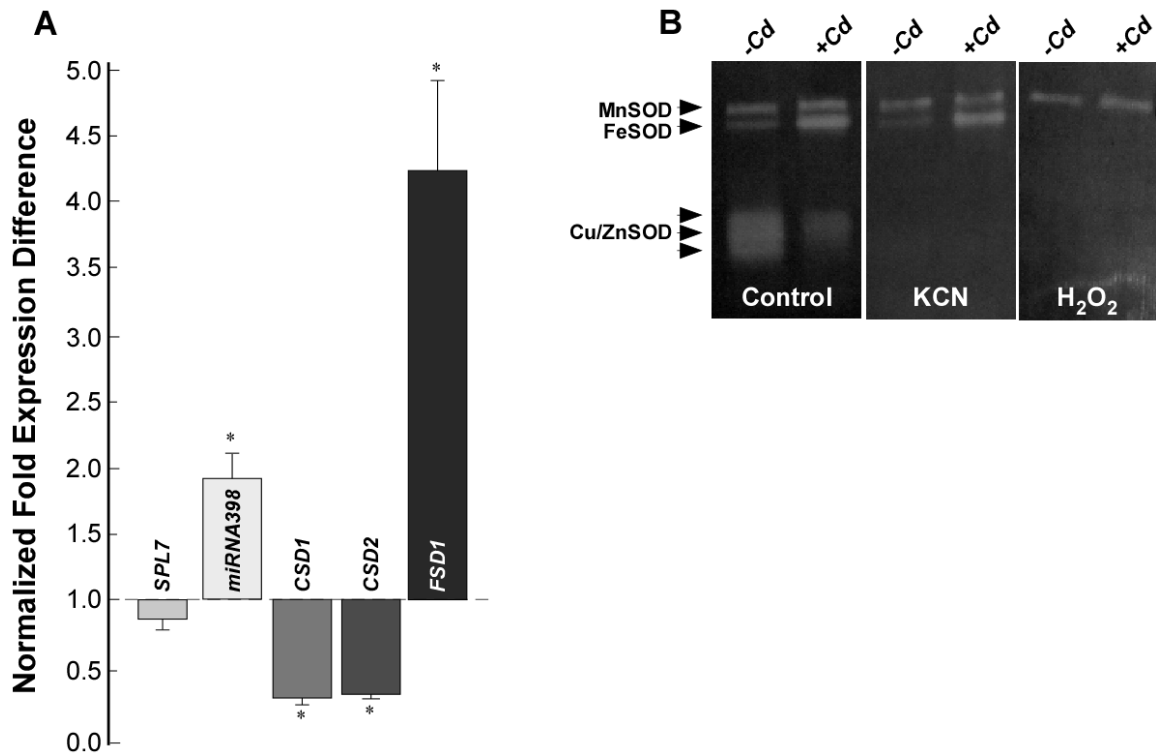 A
Normalized Fold Expression Difference
5.0
4.5
4.0
3.5
3.0
2.5
2.0
1.5
1.0
0.5
0.0
SPL7
*
miRNA398
CSD1
*
CSD2
*
*
FSD1
B
-Cd +Cd -Cd +Cd -Cd +Cd
MnSOD
FeSOD
Cu/ZnSOD
Control KCN H₂O₂